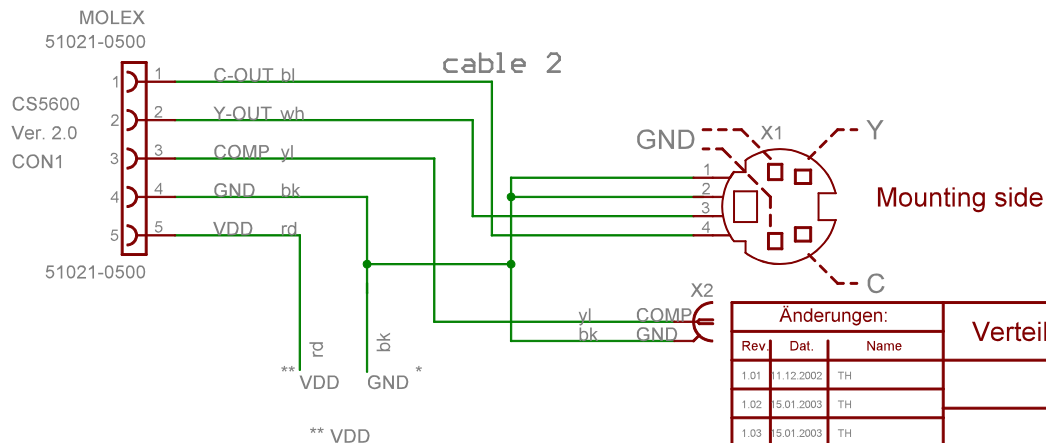 MOLEX
51021-0500
cable 2
1 1 C-OUT bl
CS5600
2 2 Y-OUT wh
Ver. 2.0
CON1
3 3 COMP yl
4 4 GND bk
5 5 VDD rd
51021-0500
GND X1 Y
1
2
3
4
Mounting side
C
X2
yl COMP
bk GND
rd
bk
** VDD
GND *
** VDD
Änderungen:
Verteil
Rev. Dat. Name
1.01 11.12.2002 TH
1.02 15.01.2003 TH
1.03 15.01.2003 TH